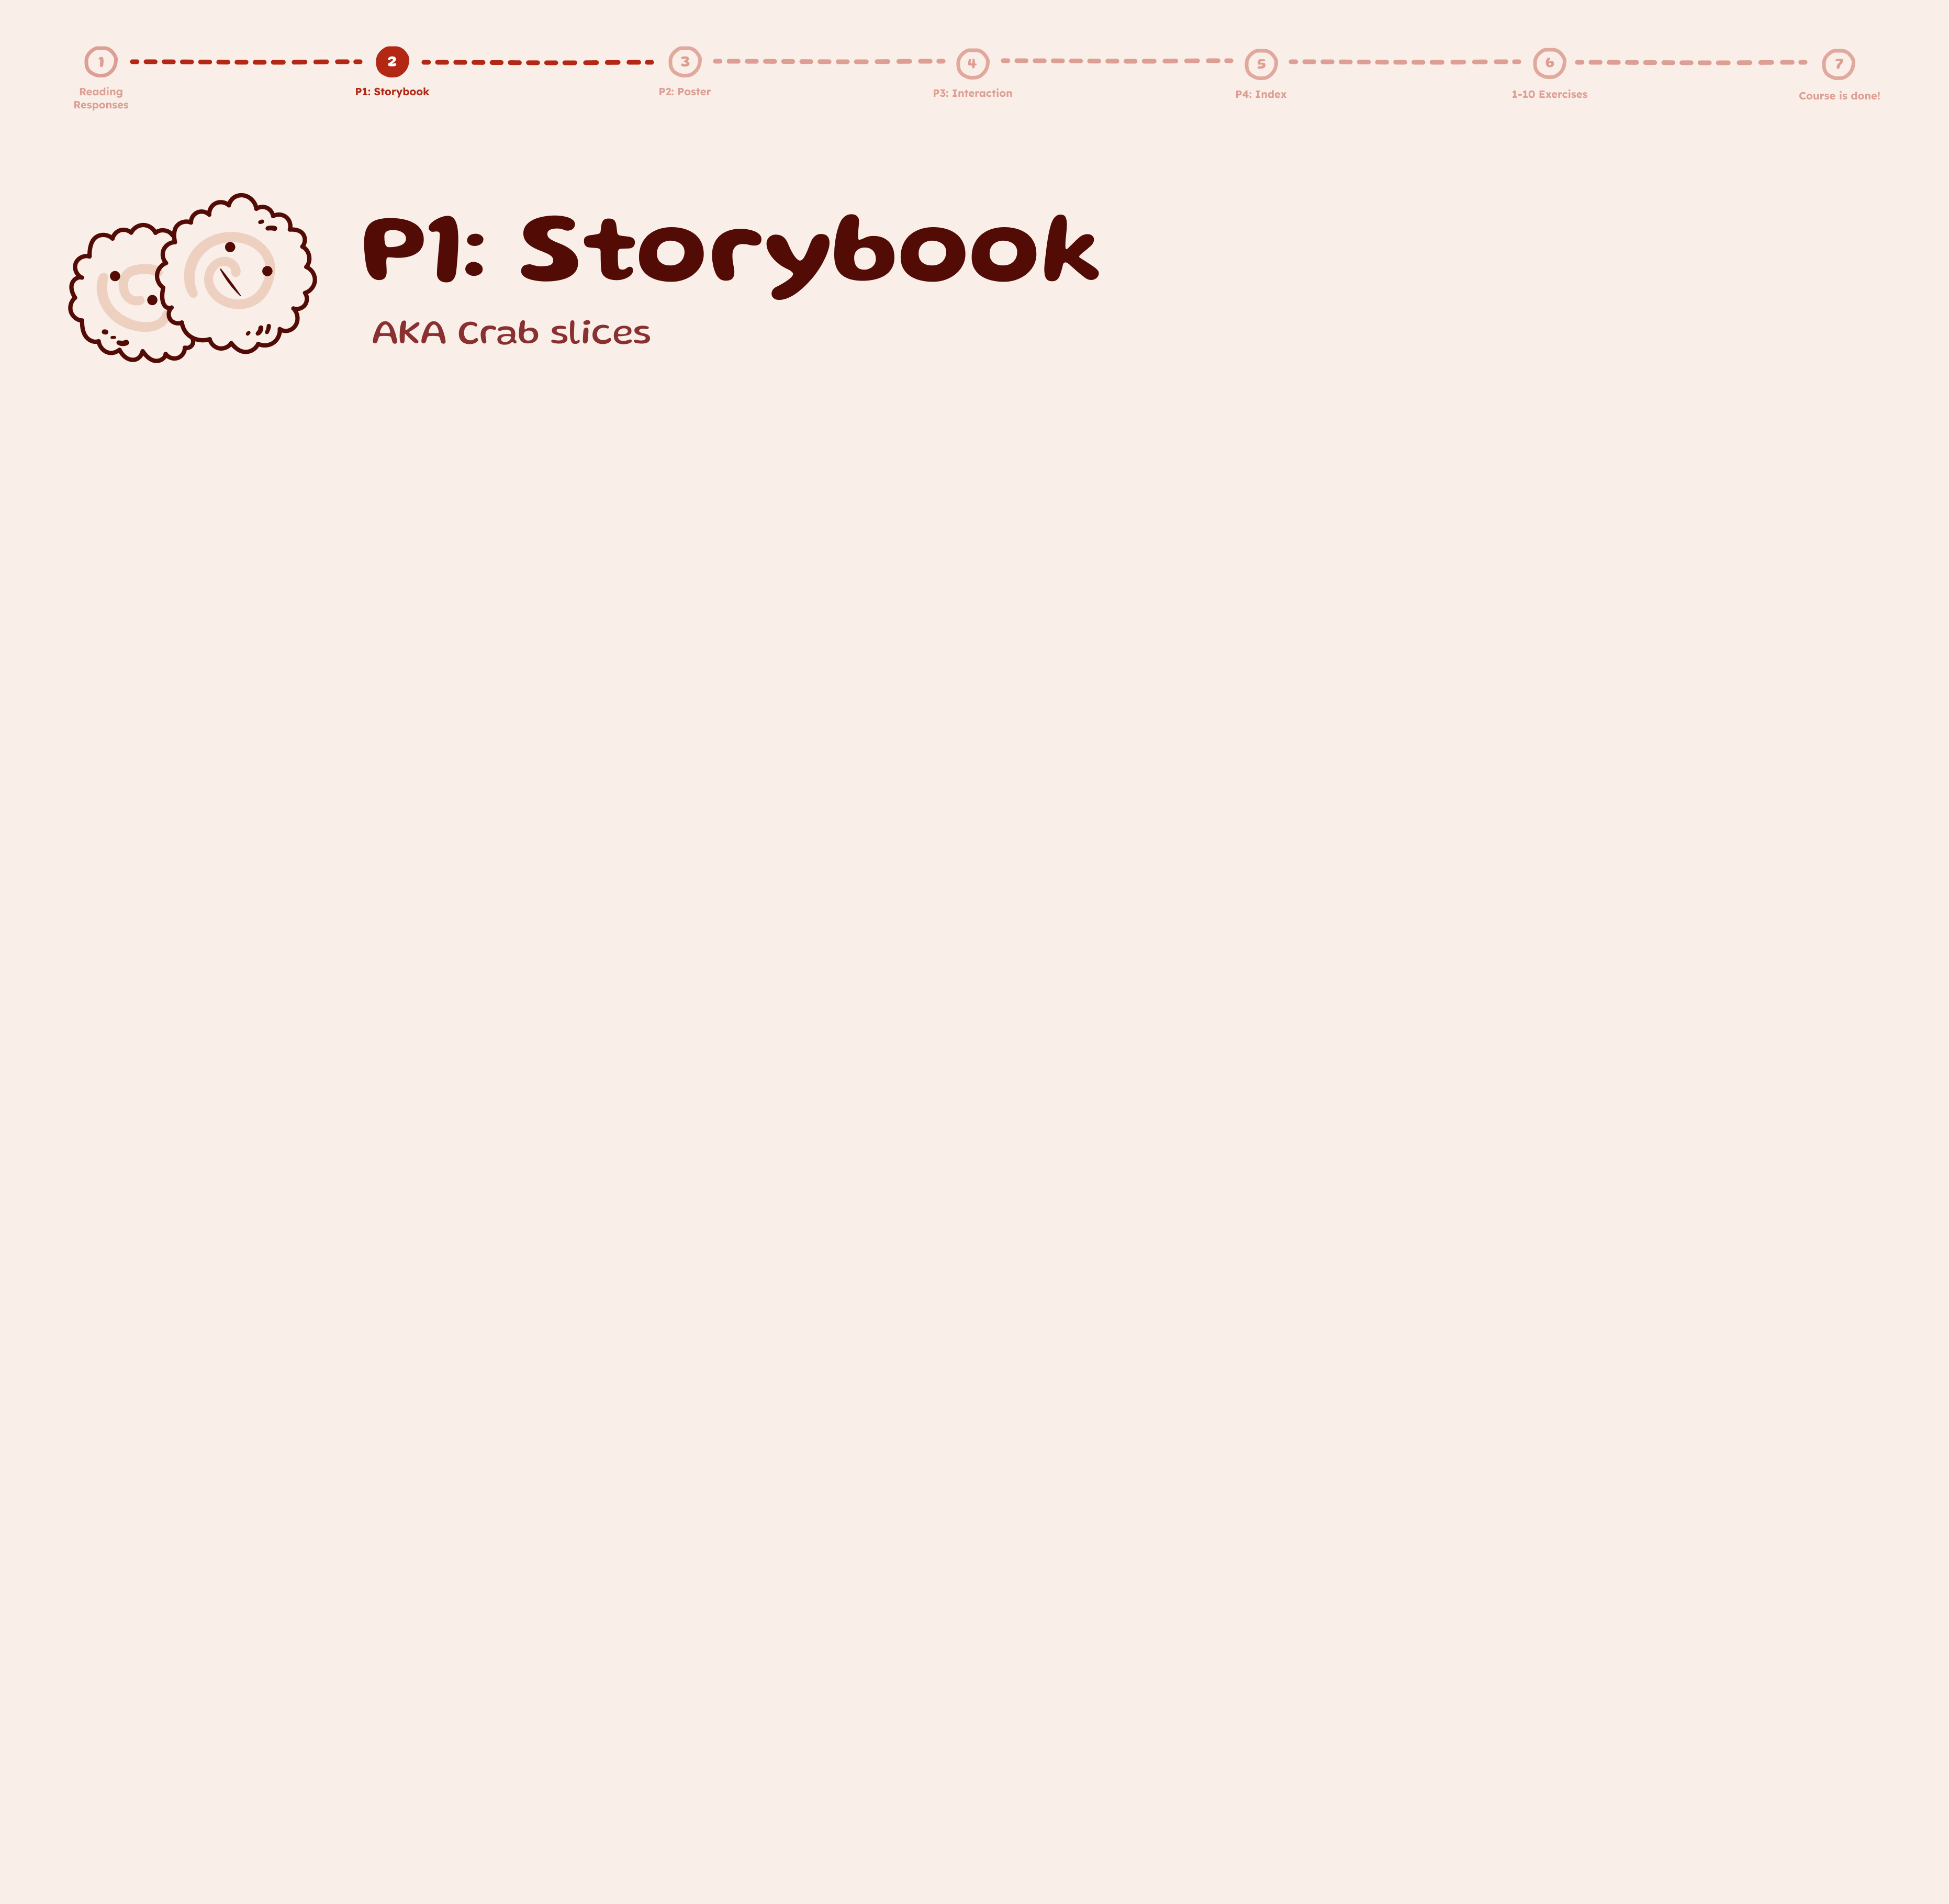 1
2
3
4
5
6
7
Reading
Responses
P1: Storybook
P2: Poster
P3: Interaction
P4: Index
1-10 Exercises
Course is done!
P1: Storybook
AKA Crab slices